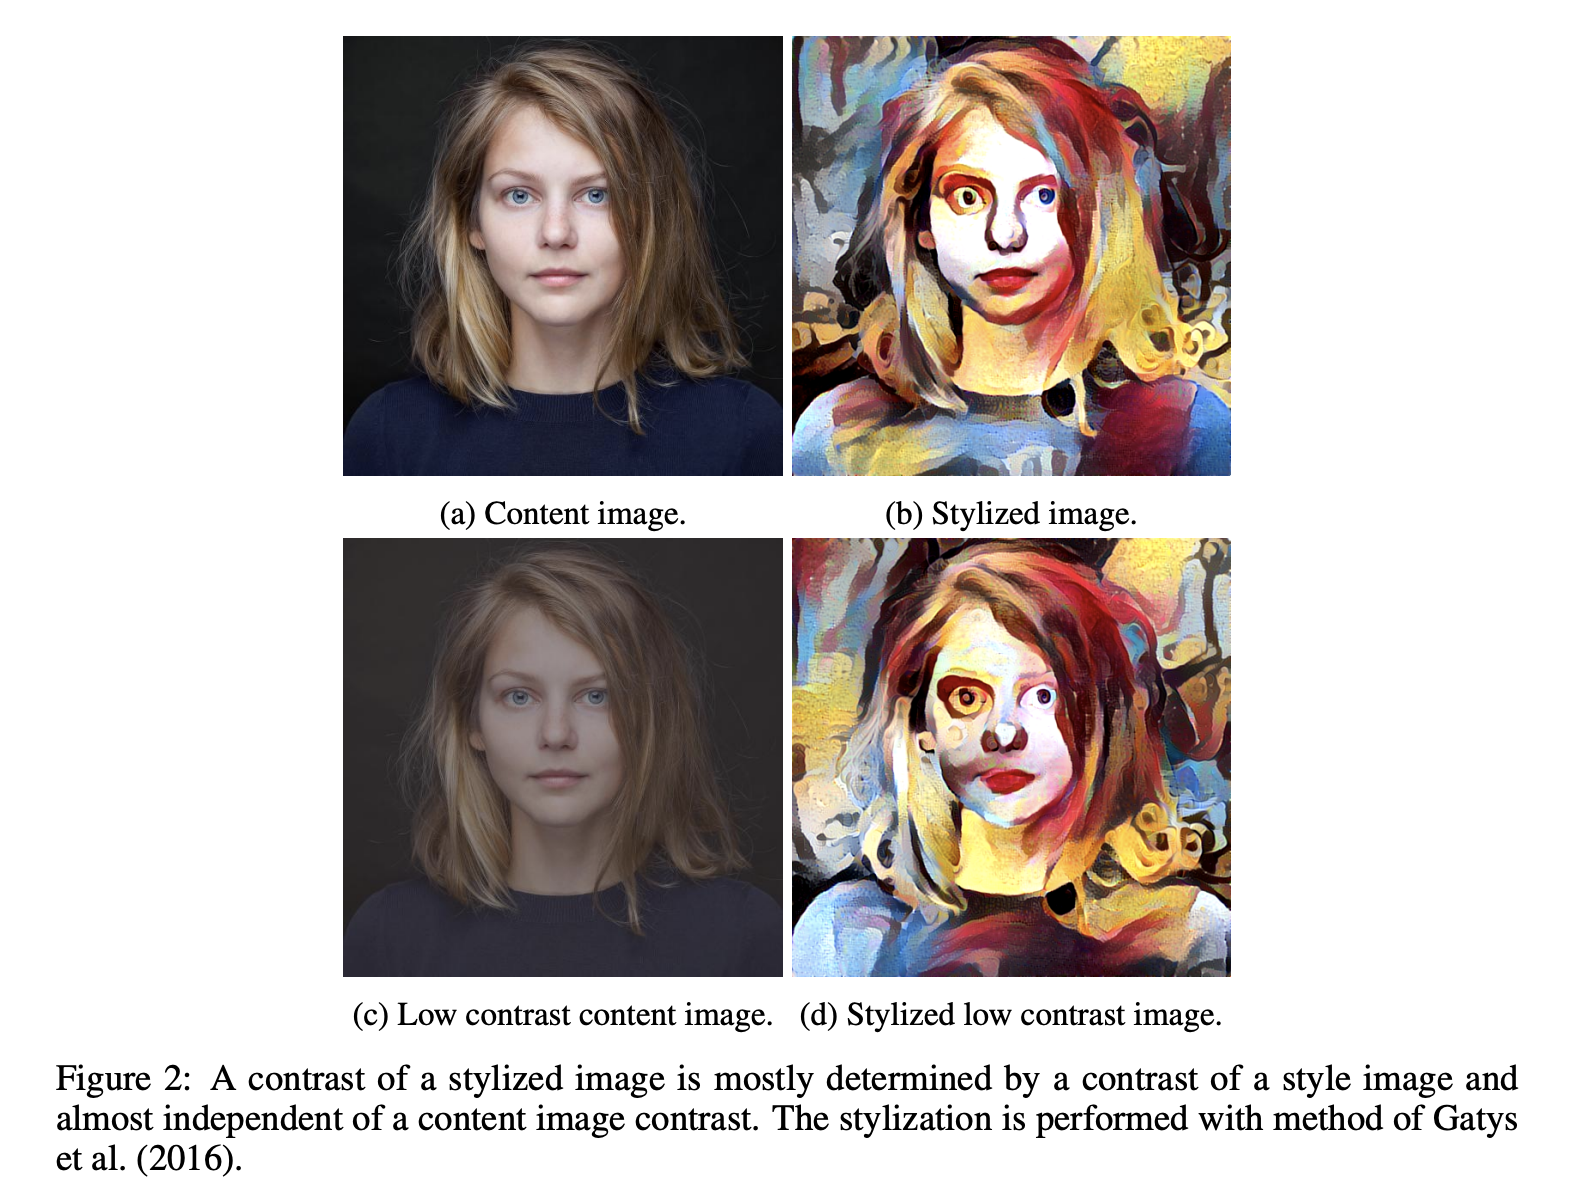 (a) Content image.
(b) Stylized image.
(c) Low contrast content image.
(d) Stylized low contrast image.
Figure 2: A contrast of a stylized image is mostly determined by a contrast of a style image and
almost independent of a content image contrast. The stylization is performed with method of Gatys
et al. (2016).